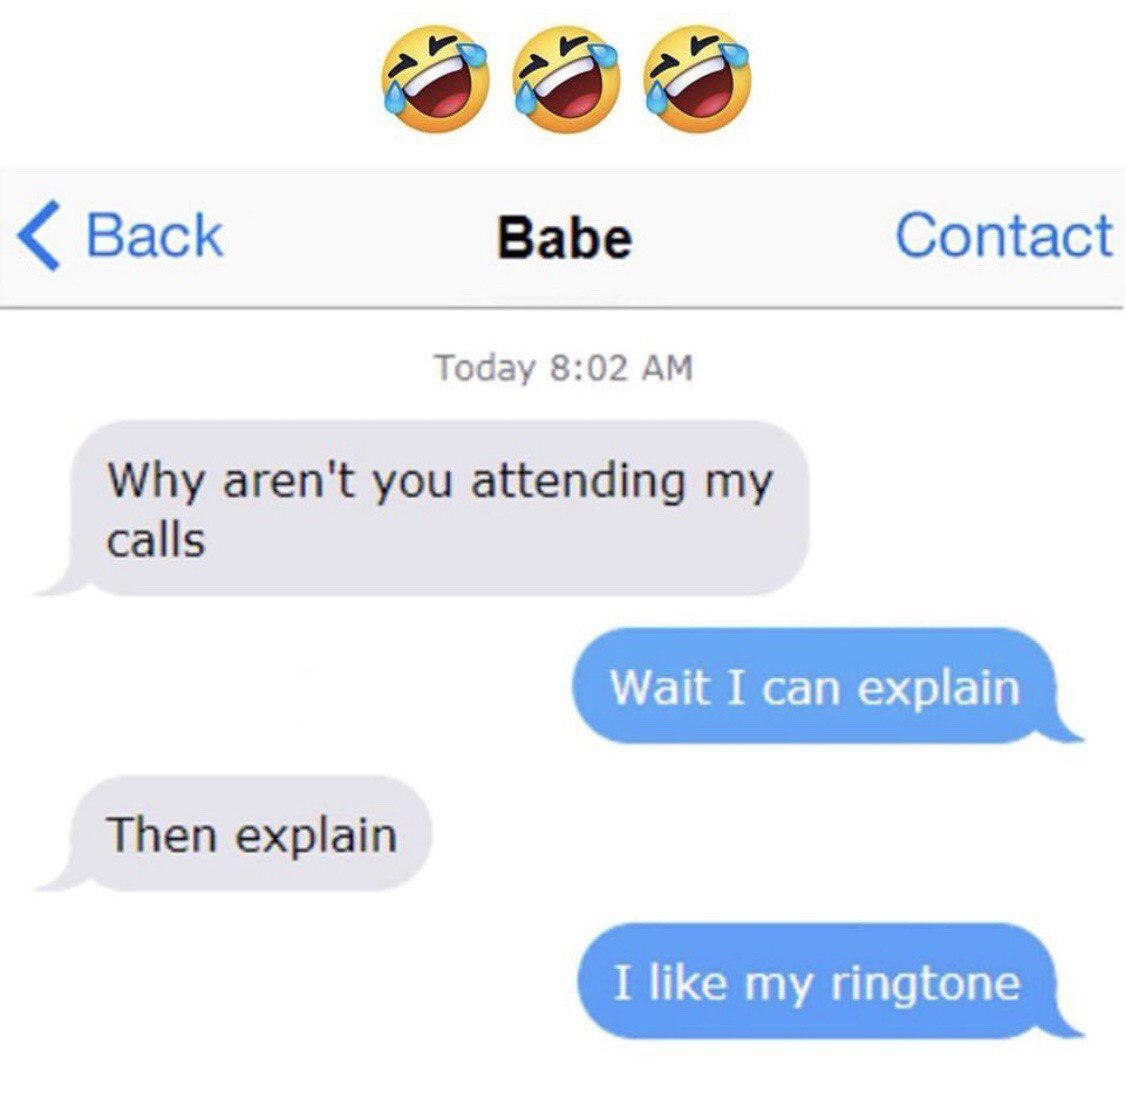 🤣🤣🤣
Back Babe Contact
Today 8:02 AM
Why aren't you attending my
calls
Wait I can explain
Then explain
I like my ringtone